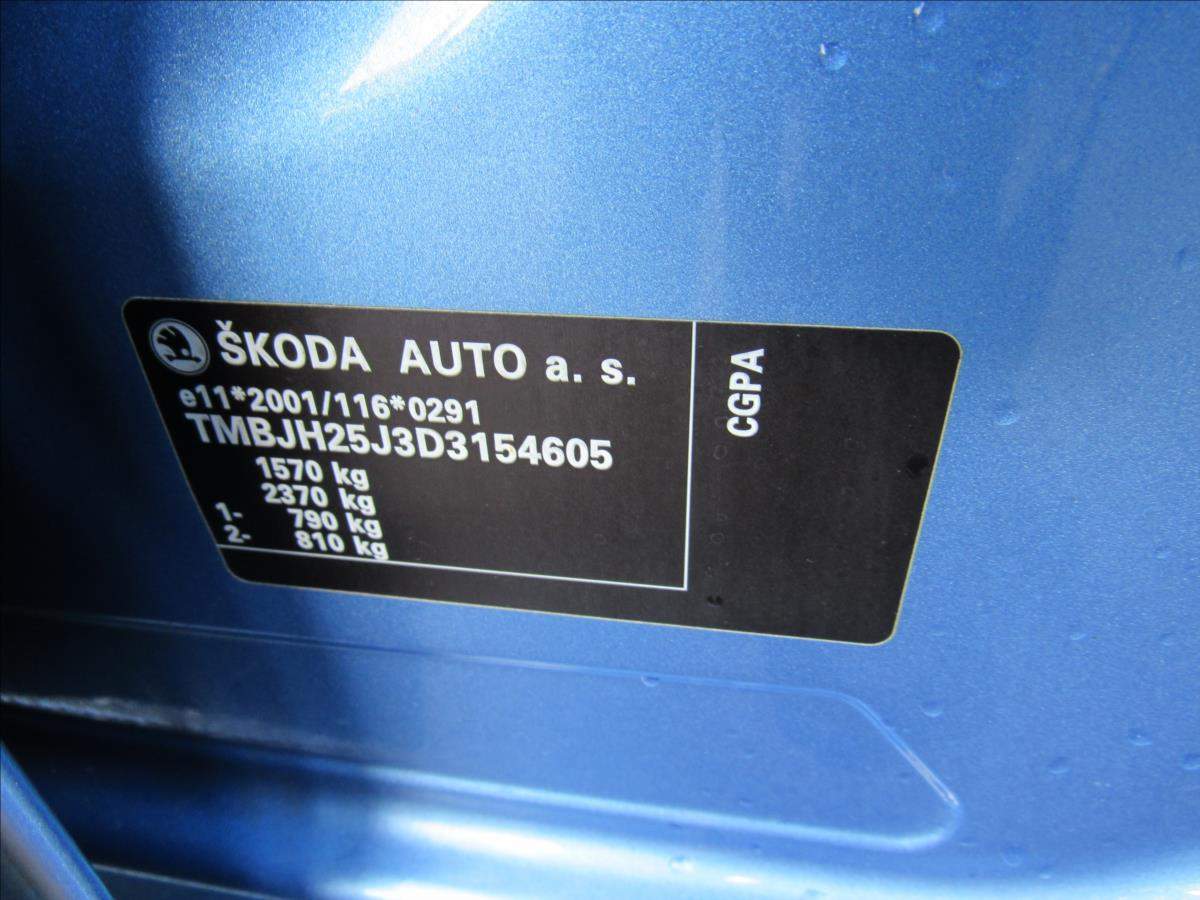 ŠKODA AUTO a. s.
e11*2001/116*0291
TMBJH25J3D3154605
1570 kg
2370 kg
1- 790 kg
2- 810 kg
CGPA